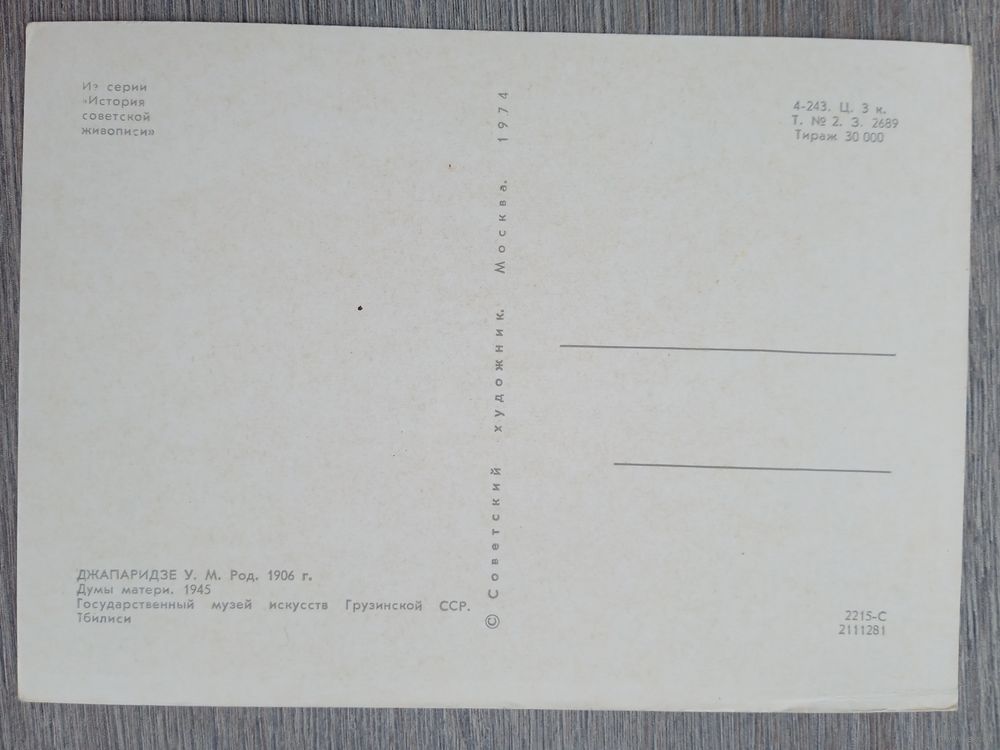 Из серии
«История
советской
живописи»
4-243. Ц. 3 к.
Т. № 2. З. 2689
Тираж 30 000
© Советский художник. Москва. 1974
ДЖАПАРИДЗЕ У. М. Род. 1906 г.
Думы матери. 1945
Государственный музей искусств Грузинской ССР.
Тбилиси
2215-С
2111281